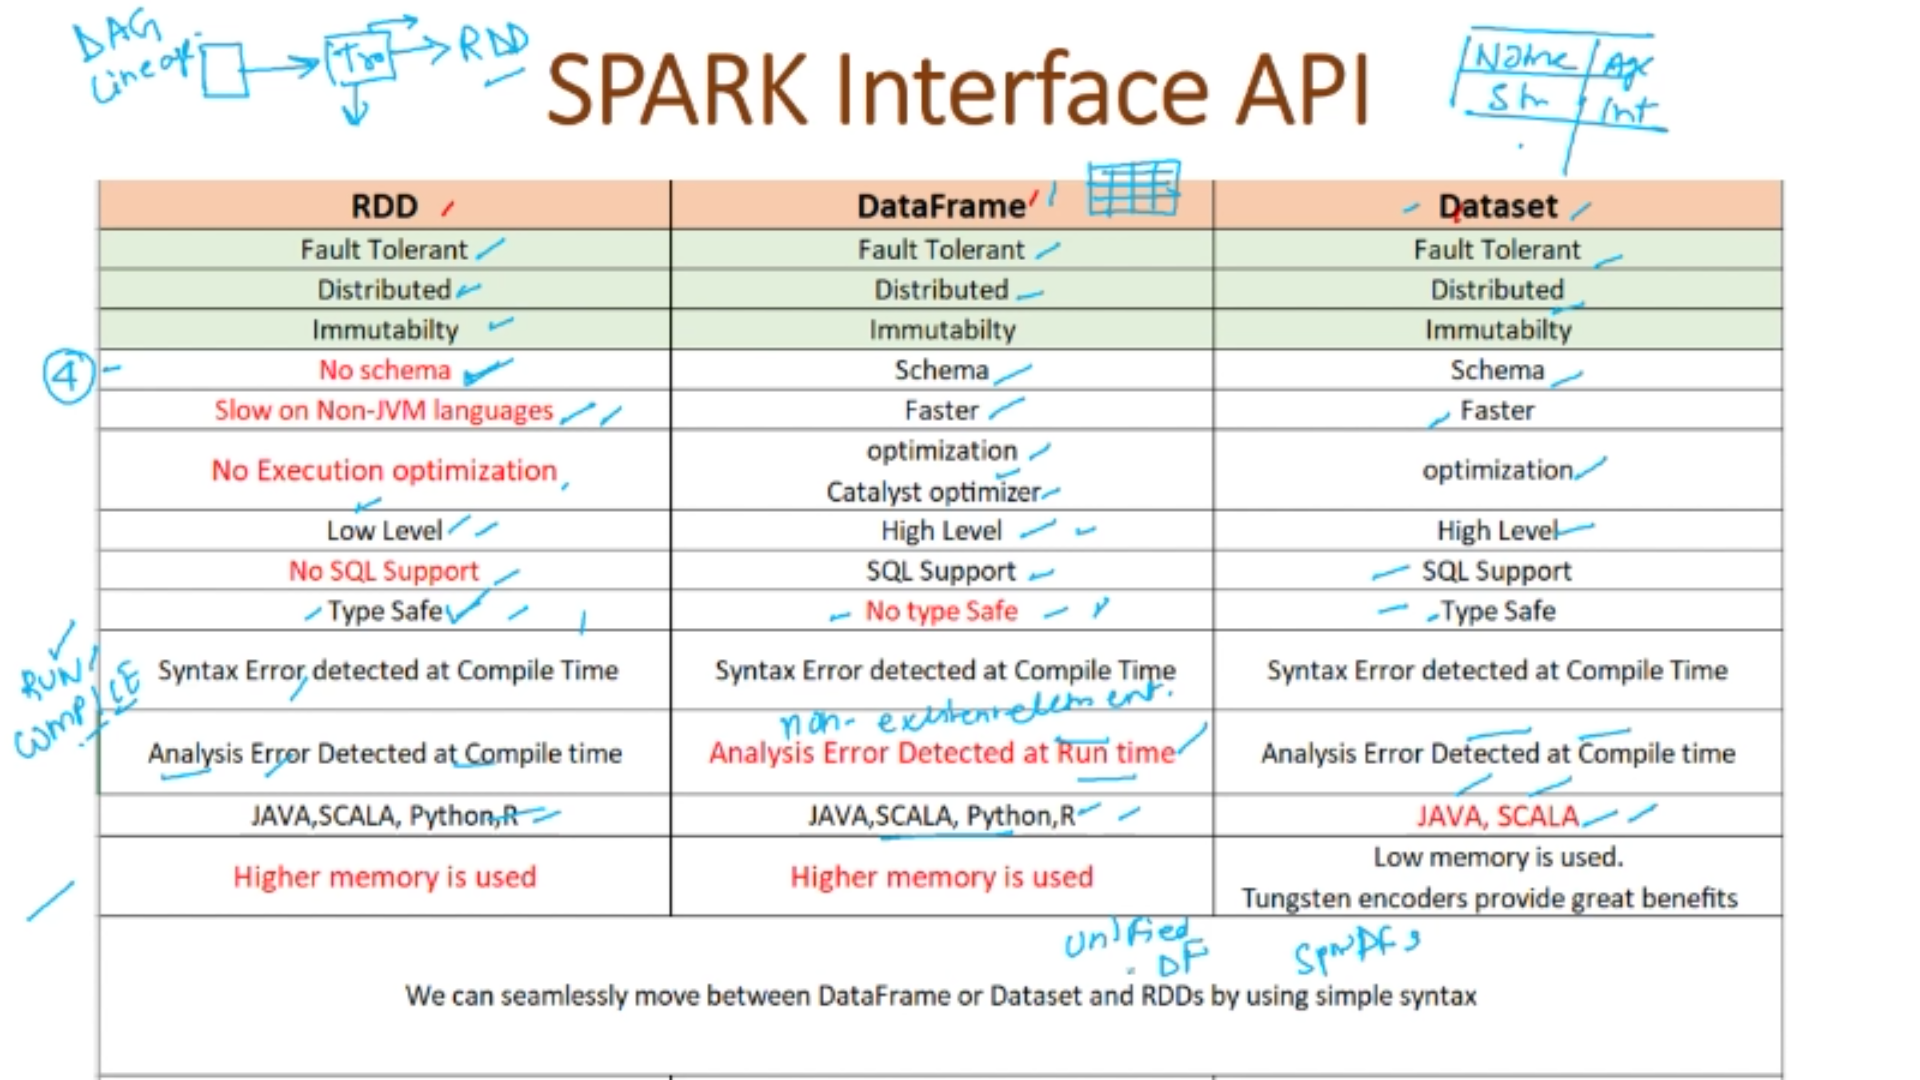 DAG
Lineage
RDD
SPARK Interface API
Name Age
Str Int
RDD DataFrame Dataset
Fault Tolerant Fault Tolerant Fault Tolerant
Distributed Distributed Distributed
Immutabilty Immutabilty Immutabilty
4 No schema Schema Schema
Slow on Non-JVM languages Faster Faster
No Execution optimization optimization optimization
Catalyst optimizer
Low Level High Level High Level
No SQL Support SQL Support SQL Support
Type Safe No type Safe Type Safe
RUN
COMPILE
Syntax Error detected at Compile Time Syntax Error detected at Compile Time Syntax Error detected at Compile Time
non-existent element.
Analysis Error Detected at Compile time Analysis Error Detected at Run time Analysis Error Detected at Compile time
JAVA,SCALA, Python,R JAVA,SCALA, Python,R JAVA, SCALA
Higher memory is used Higher memory is used Low memory is used.
Tungsten encoders provide great benefits
Unified
DF
We can seamlessly move between DataFrame or Dataset and RDDs by using simple syntax